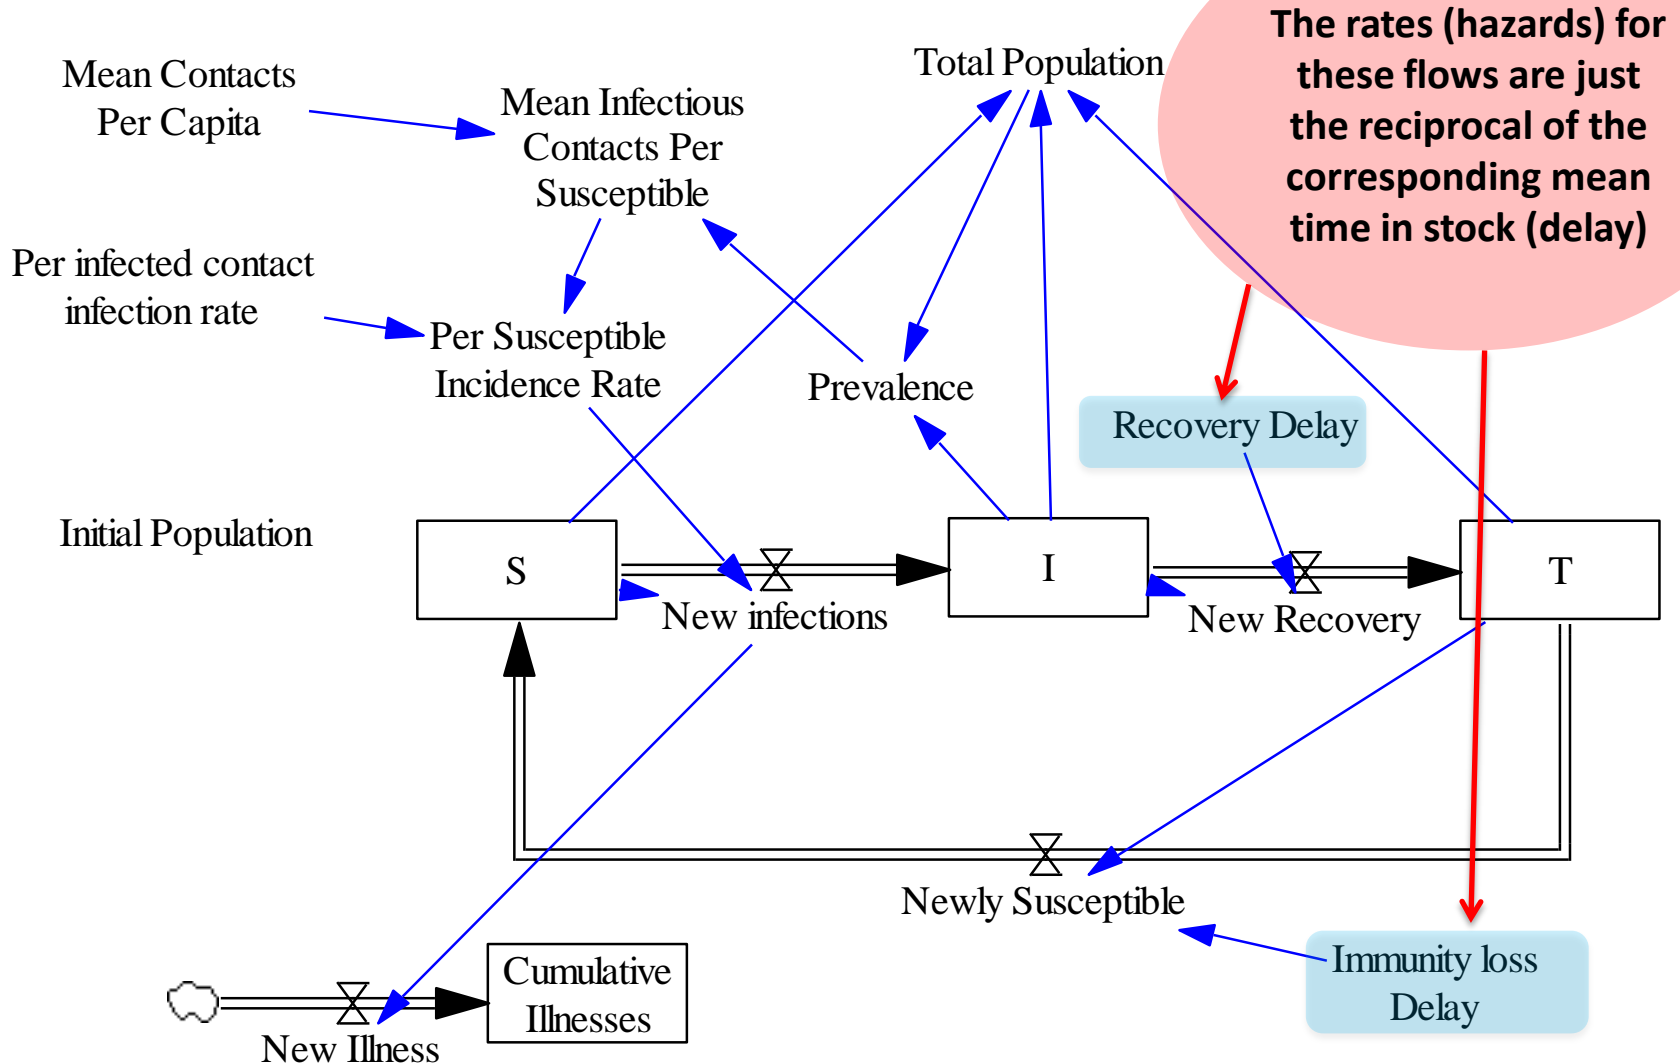 The rates (hazards) for
these flows are just
the reciprocal of the
corresponding mean
time in stock (delay)
Total Population
Mean Contacts
Per Capita
Mean Infectious
Contacts Per
Susceptible
Per infected contact
infection rate
Per Susceptible
Incidence Rate
Prevalence
Recovery Delay
Initial Population
S
I
T
New infections
New Recovery
Newly Susceptible
Immunity loss
Delay
Cumulative
Illnesses
New Illness